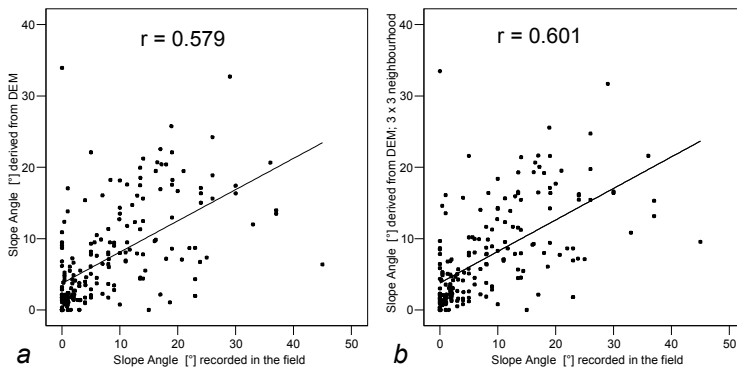 r = 0.579
Slope Angle [°] derived from DEM
40
30
20
10
0
0 10 20 30 40 50
Slope Angle [°] recorded in the field
a
r = 0.601
Slope Angle [°] derived from DEM; 3 x 3 neighbourhood
40
30
20
10
0
0 10 20 30 40 50
Slope Angle [°] recorded in the field
b